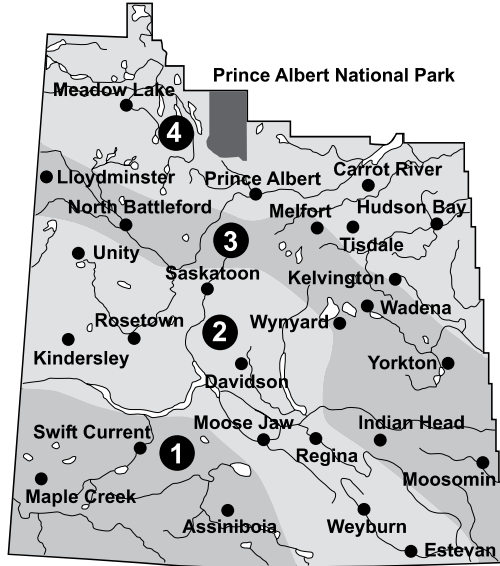 Prince Albert National Park
Meadow Lake
4
Carrot River
Lloydminster
Prince Albert
North Battleford
Melfort
Hudson Bay
3
Tisdale
Unity
Saskatoon
Kelvington
Rosetown
2
Wynyard
Wadena
Kindersley
Yorkton
Davidson
Swift Current
Moose Jaw
Indian Head
1
Regina
Moosomin
Maple Creek
Assiniboia
Weyburn
Estevan